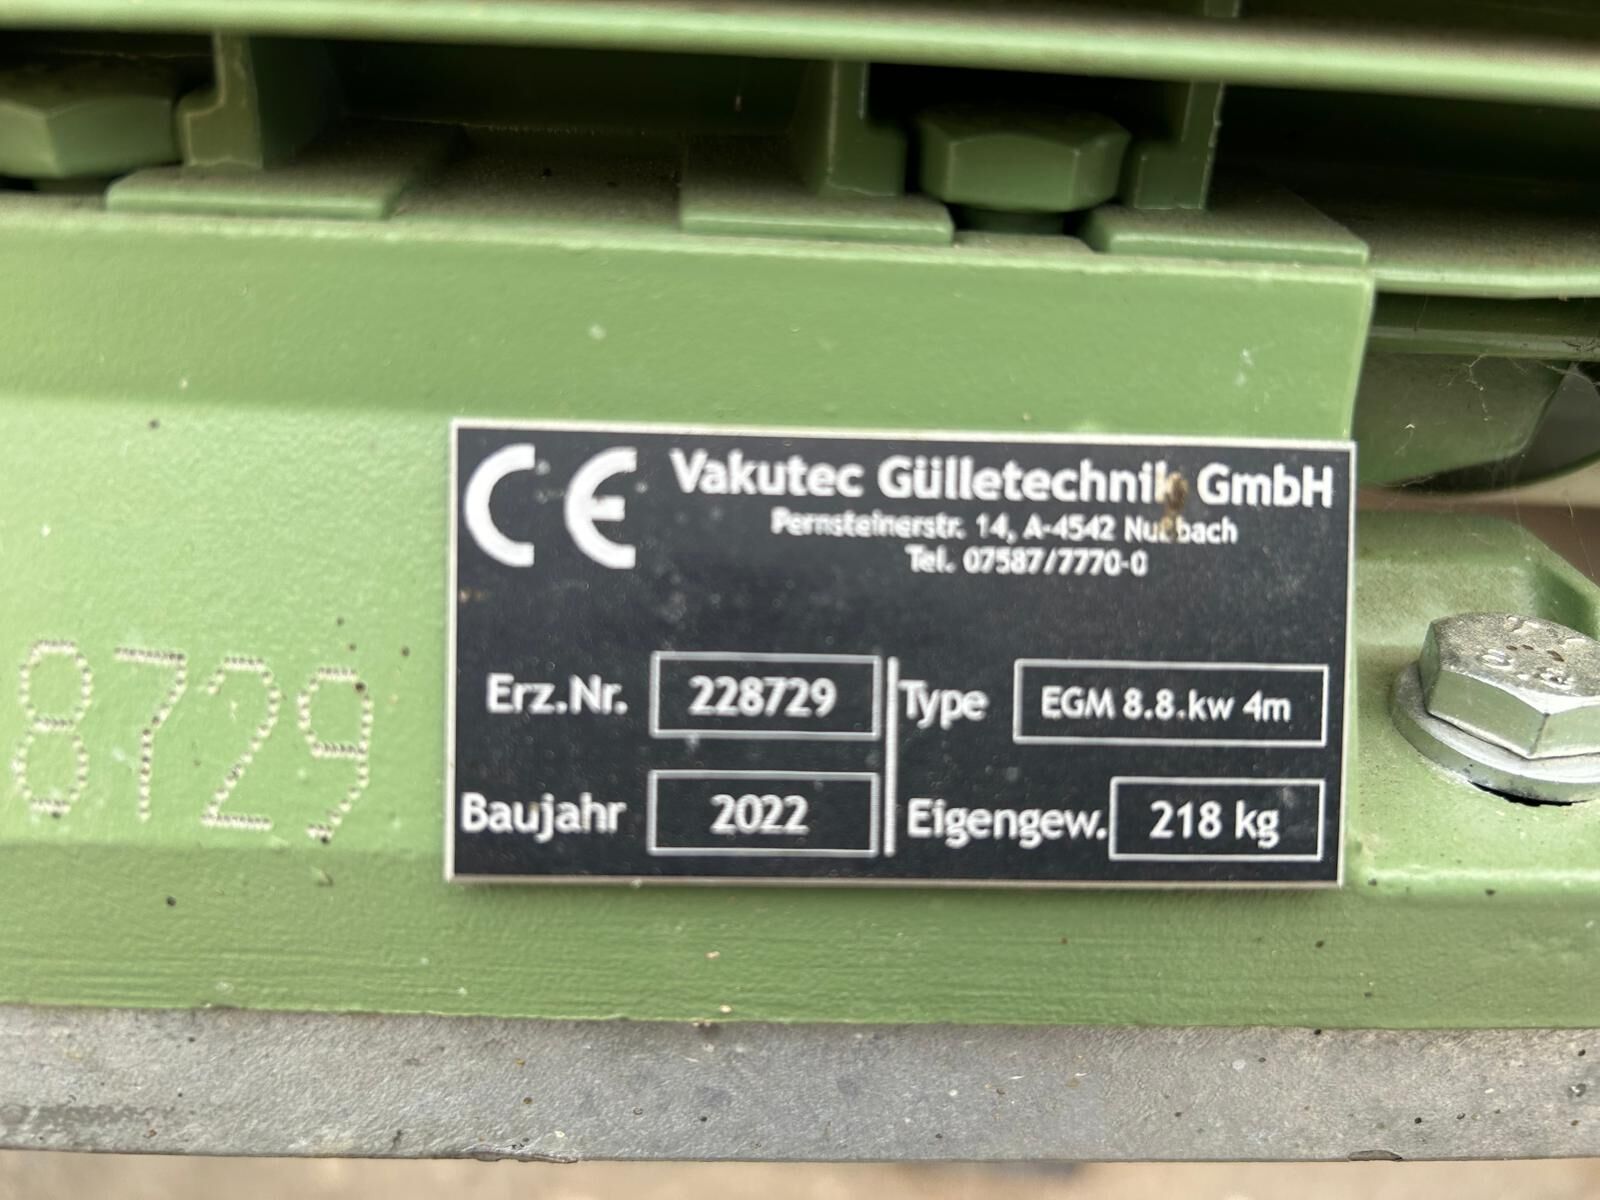 CE
Vakutec Gülletechnik GmbH
Pernsteinerstr. 14, A-4542 Nußbach
Tel. 07587/7770-0
Erz.Nr. 228729 Type EGM 8.8.kw 4m
Baujahr 2022 Eigengew. 218 kg
8729